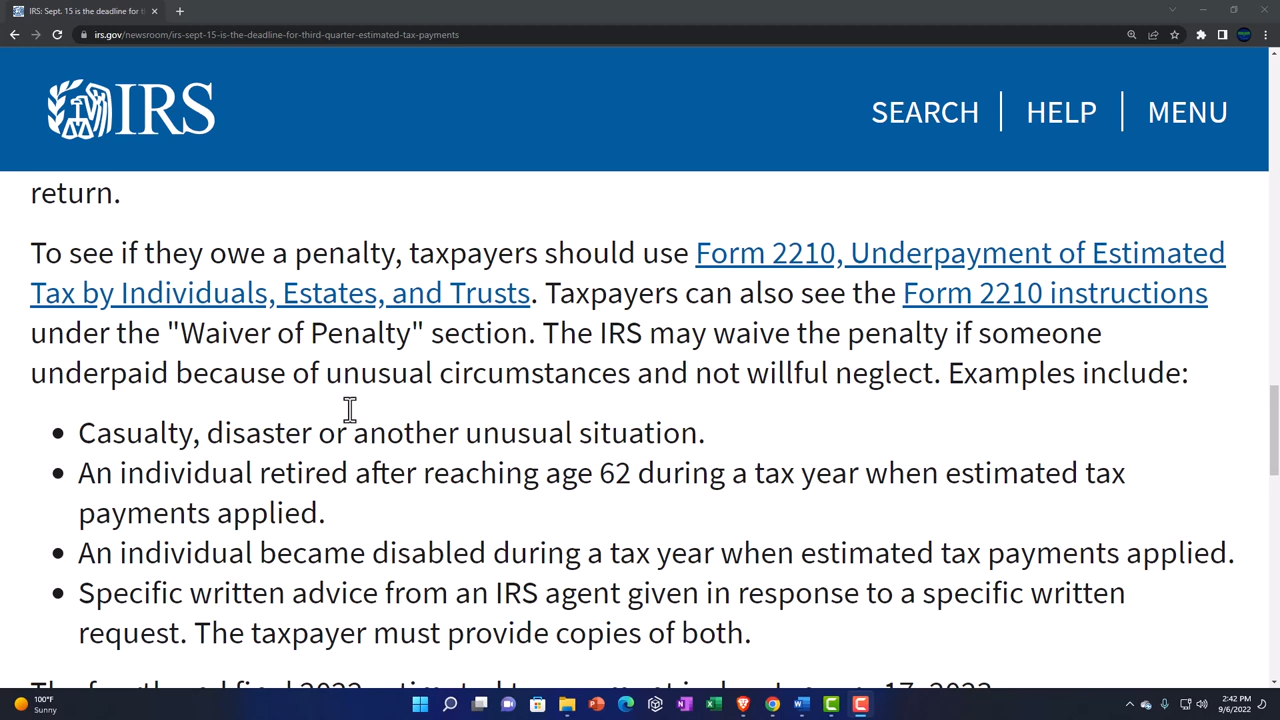 IRS: Sept. 15 is the deadline for t
irs.gov/newsroom/irs-sept-15-is-the-deadline-for-third-quarter-estimated-tax-payments
IRS
SEARCH
HELP
MENU
return.
To see if they owe a penalty, taxpayers should use Form 2210, Underpayment of Estimated
Tax by Individuals, Estates, and Trusts. Taxpayers can also see the Form 2210 instructions
under the "Waiver of Penalty" section. The IRS may waive the penalty if someone
underpaid because of unusual circumstances and not willful neglect. Examples include:
• Casualty, disaster or another unusual situation.
• An individual retired after reaching age 62 during a tax year when estimated tax
payments applied.
• An individual became disabled during a tax year when estimated tax payments applied.
• Specific written advice from an IRS agent given in response to a specific written
request. The taxpayer must provide copies of both.
100°F
Sunny
2:42 PM
9/6/2022